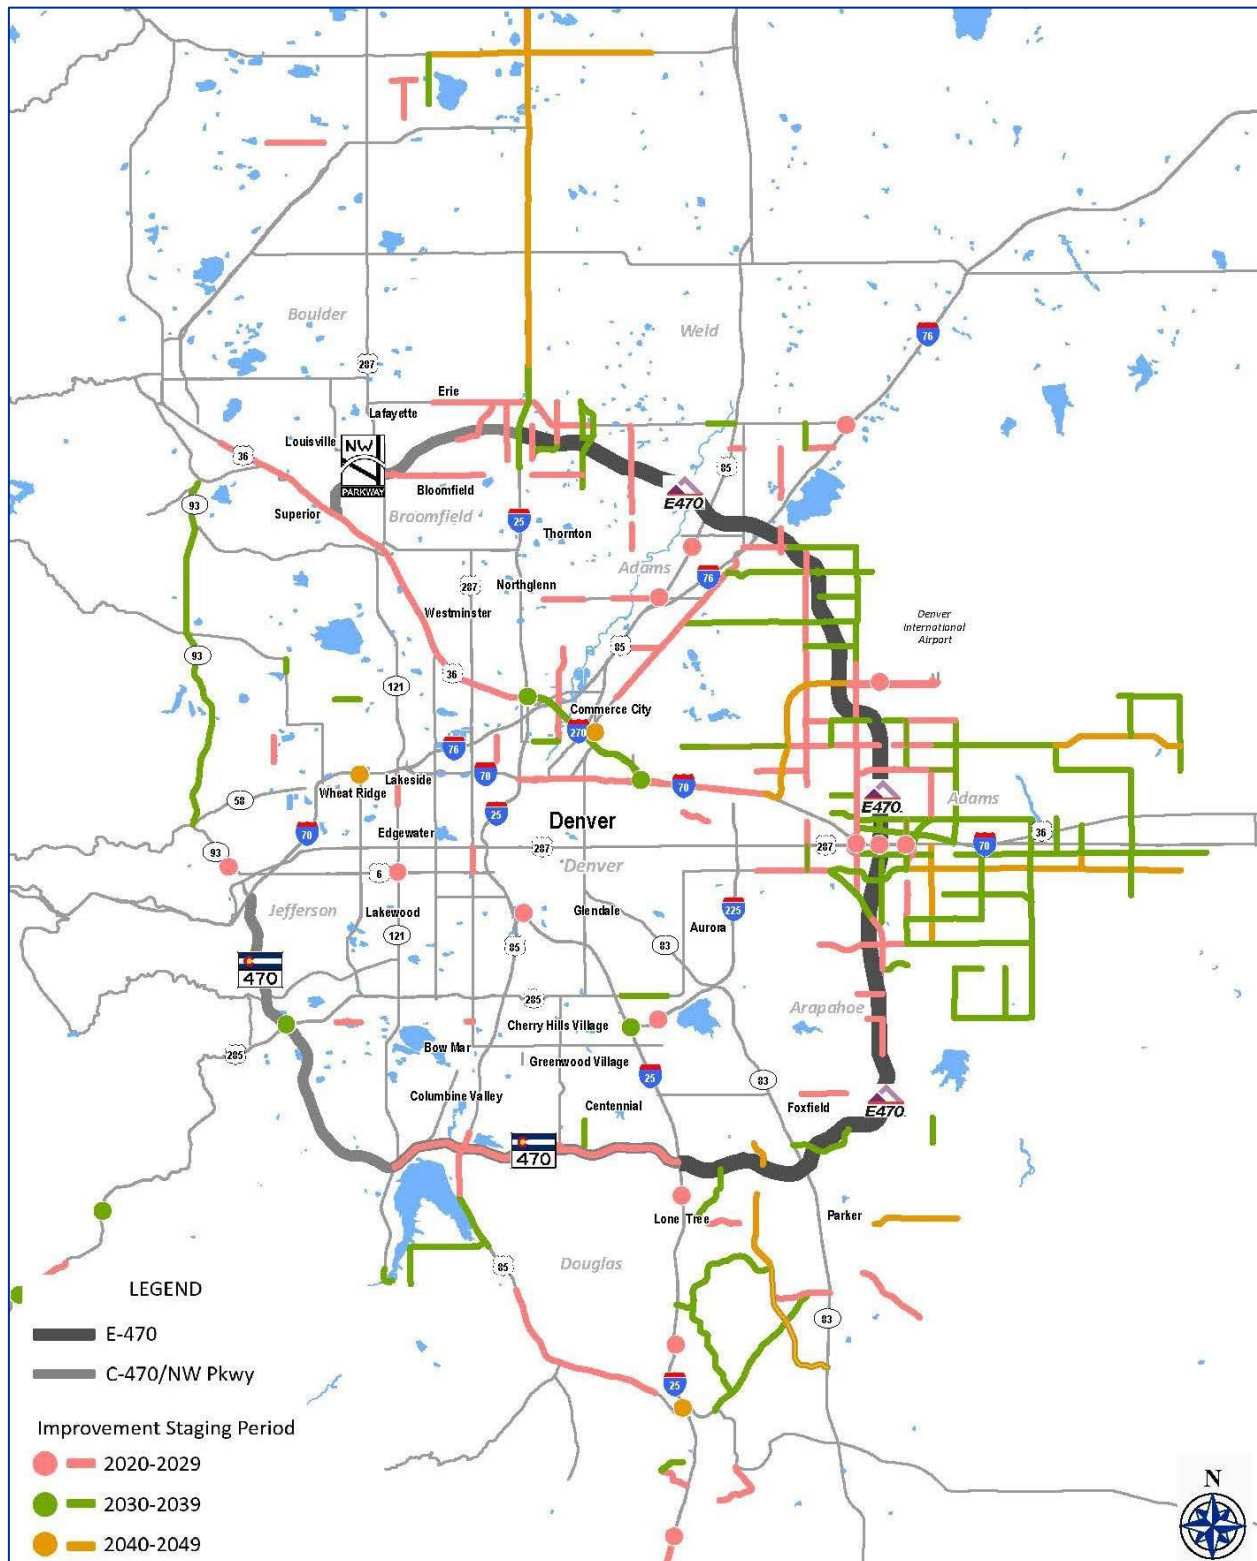 Boulder
Weld
76
287
Erie
Lafayette
Louisville
NW
PARKWAY
36
85
93
Bloomfield
E470
Superior
Broomfield
25
Thornton
Adams
76
287
Northglenn
Westminster
Denver
International
Airport
85
93
36
121
Commerce City
270
76
70
Lakeside
70
Wheat Ridge
E470
Adams
58
25
Denver
70
Edgewater
36
93
287
287
70
Denver
6
Jefferson
Lakewood
Glendale
225
Aurora
121
85
83
470
285
Arapahoe
Cherry Hills Village
285
Bow Mar
Greenwood Village
25
83
Columbine Valley
Centennial
Foxfield
E470
470
Lone Tree
Parker
85
Douglas
83
25
LEGEND
E-470
C-470/NW Pkwy
Improvement Staging Period
2020-2029
2030-2039
2040-2049
N